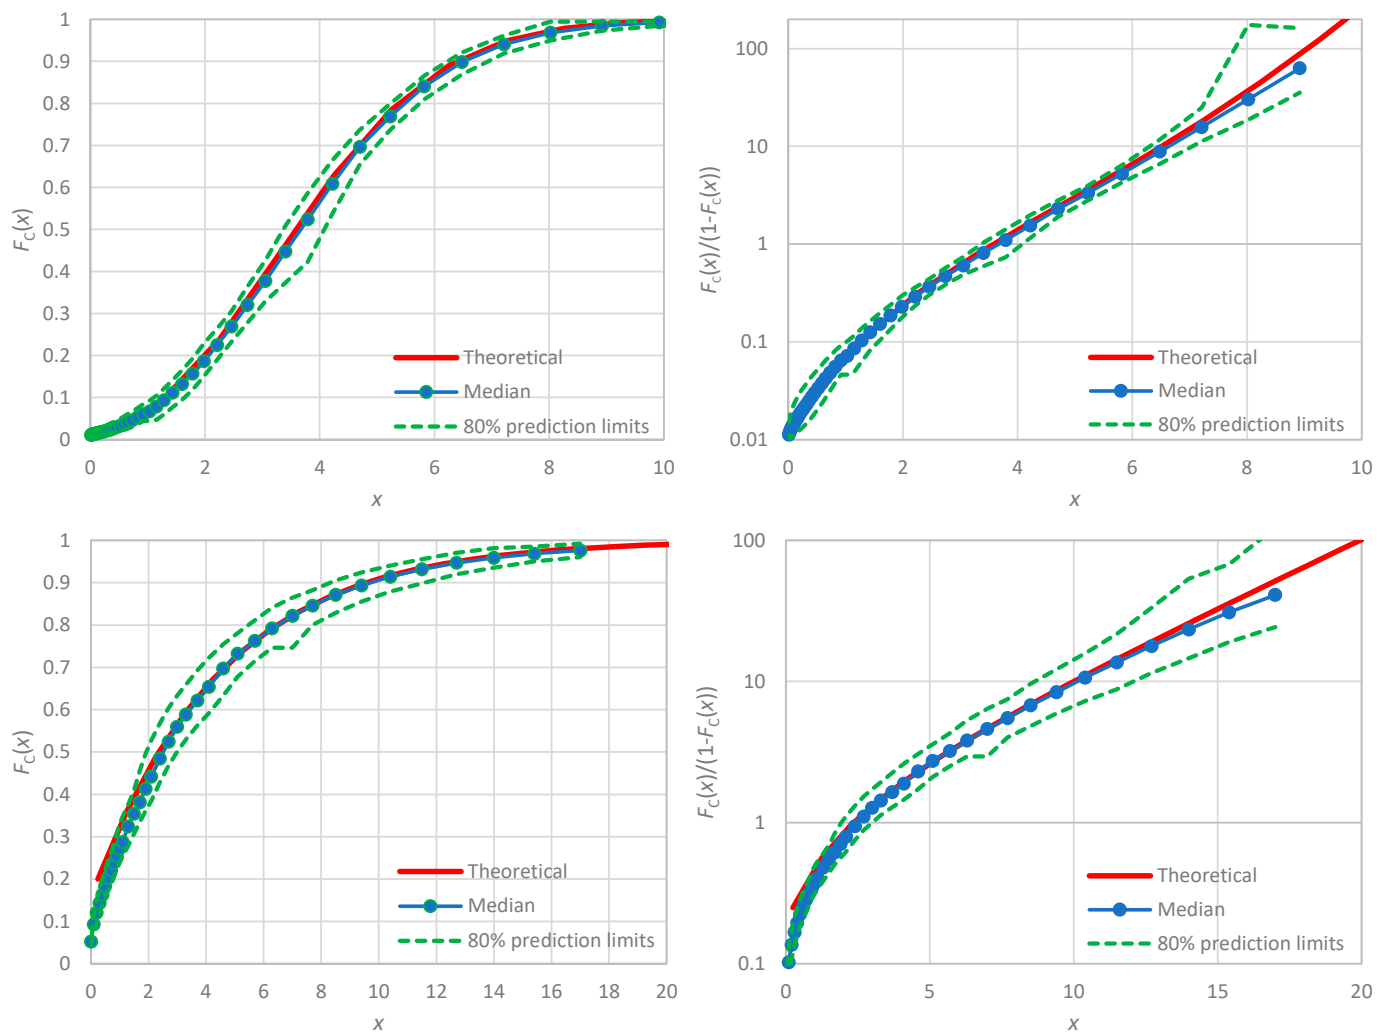 1
0.9
0.8
0.7
0.6
0.5
0.4
0.3
0.2
0.1
0
F_C(x)
Theoretical
Median
80% prediction limits
0 2 4 6 8 10
x
100
10
1
0.1
0.01
F_C(x)/(1-F_C(x))
Theoretical
Median
80% prediction limits
0 2 4 6 8 10
x
1
0.9
0.8
0.7
0.6
0.5
0.4
0.3
0.2
0.1
0
F_C(x)
Theoretical
Median
80% prediction limits
0 2 4 6 8 10 12 14 16 18 20
x
100
10
1
0.1
F_C(x)/(1-F_C(x))
Theoretical
Median
80% prediction limits
0 5 10 15 20
x